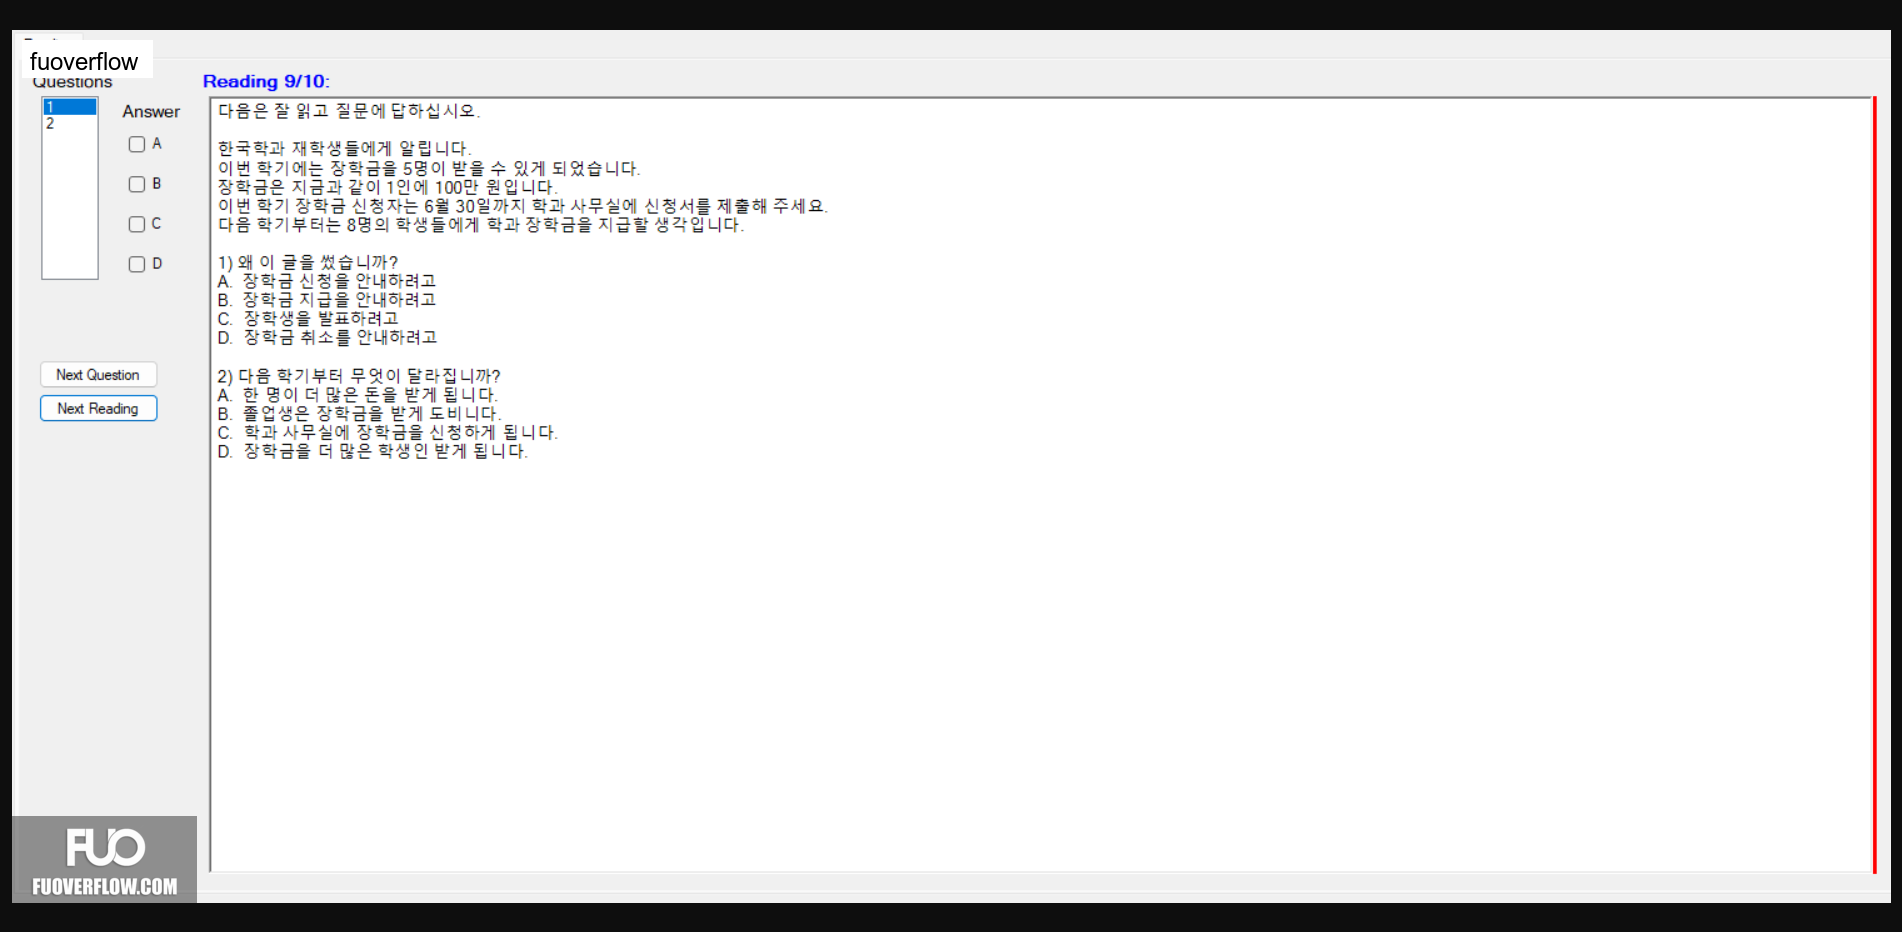 fuoverflow
Questions
Reading 9/10:
1
2
Answer
A
B
C
D
Next Question
Next Reading
다음은 잘 읽고 질문에 답하십시오.
한국학과 재학생들에게 알립니다.
이번 학기에는 장학금을 5명이 받을 수 있게 되었습니다.
장학금은 지금과 같이 1인에 100만 원입니다.
이번 학기 장학금 신청자는 6월 30일까지 학과 사무실에 신청서를 제출해 주세요.
다음 학기부터는 8명의 학생들에게 학과 장학금을 지급할 생각입니다.
1) 왜 이 글을 썼습니까?
A. 장학금 신청을 안내하려고
B. 장학금 지급을 안내하려고
C. 장학생을 발표하려고
D. 장학금 취소를 안내하려고
2) 다음 학기부터 무엇이 달라집니까?
A. 한 명이 더 많은 돈을 받게 됩니다.
B. 졸업생은 장학금을 받게 도비니다.
C. 학과 사무실에 장학금을 신청하게 됩니다.
D. 장학금을 더 많은 학생인 받게 됩니다.
FUO
FUOVERFLOW.COM